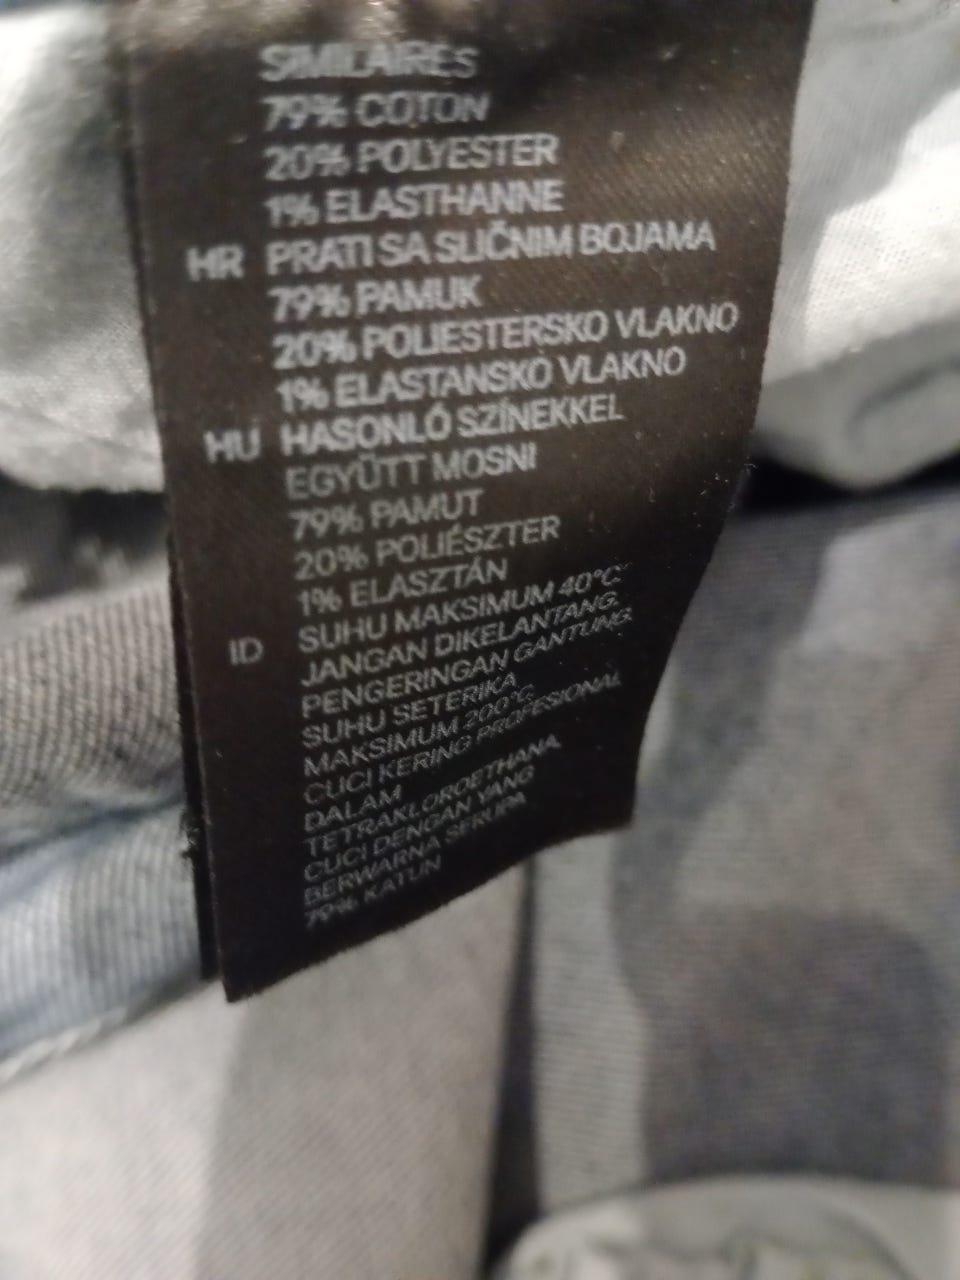 SIMILAIRES
79% COTON
20% POLYESTER
1% ELASTHANNE
HR PRATI SA SLIČNIM BOJAMA
79% PAMUK
20% POLIESTERSKO VLAKNO
1% ELASTANSKO VLAKNO
HU HASONLÓ SZÍNEKKEL
EGYÜTT MOSNI
79% PAMUT
20% POLIÉSZTER
1% ELASZTÁN
ID SUHU MAKSIMUM 40°C
JANGAN DIKELANTANG.
PENGERINGAN GANTUNG.
SUHU SETERIKA
MAKSIMUM 200°C.
CUCI KERING PROFESIONAL
DALAM
TETRAKLOROETHANA.
CUCI DENGAN YANG
BERWARNA SERUPA
79% KATUN